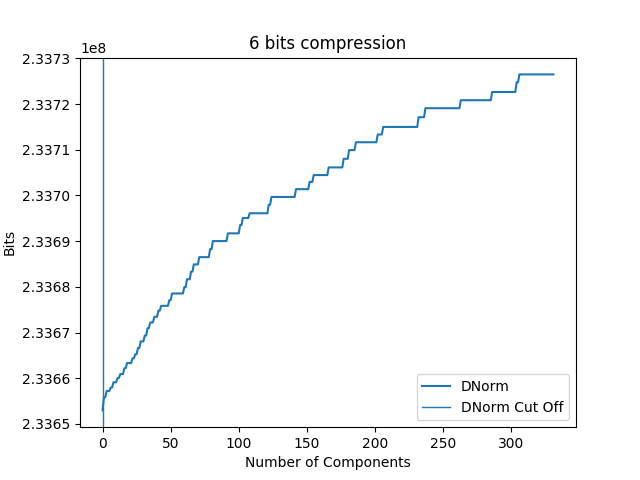 6 bits compression
1e8
2.3373
2.3372
2.3371
2.3370
2.3369
2.3368
2.3367
2.3366
2.3365
Bits
0 50 100 150 200 250 300
Number of Components
DNorm
DNorm Cut Off